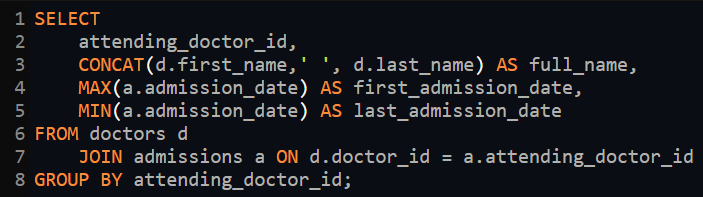 1 SELECT
2     attending_doctor_id,
3     CONCAT(d.first_name,' ', d.last_name) AS full_name,
4     MAX(a.admission_date) AS first_admission_date,
5     MIN(a.admission_date) AS last_admission_date
6 FROM doctors d
7     JOIN admissions a ON d.doctor_id = a.attending_doctor_id
8 GROUP BY attending_doctor_id;